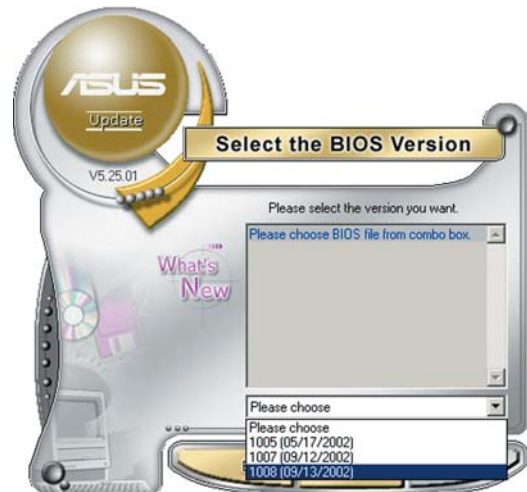 ASUS
Update
V5.25.01
Select the BIOS Version
Please select the version you want.
Please choose BIOS file from combo box.
What's
New
Please choose
Please choose
1005 (05/17/2002)
1007 (09/12/2002)
1008 (09/13/2002)